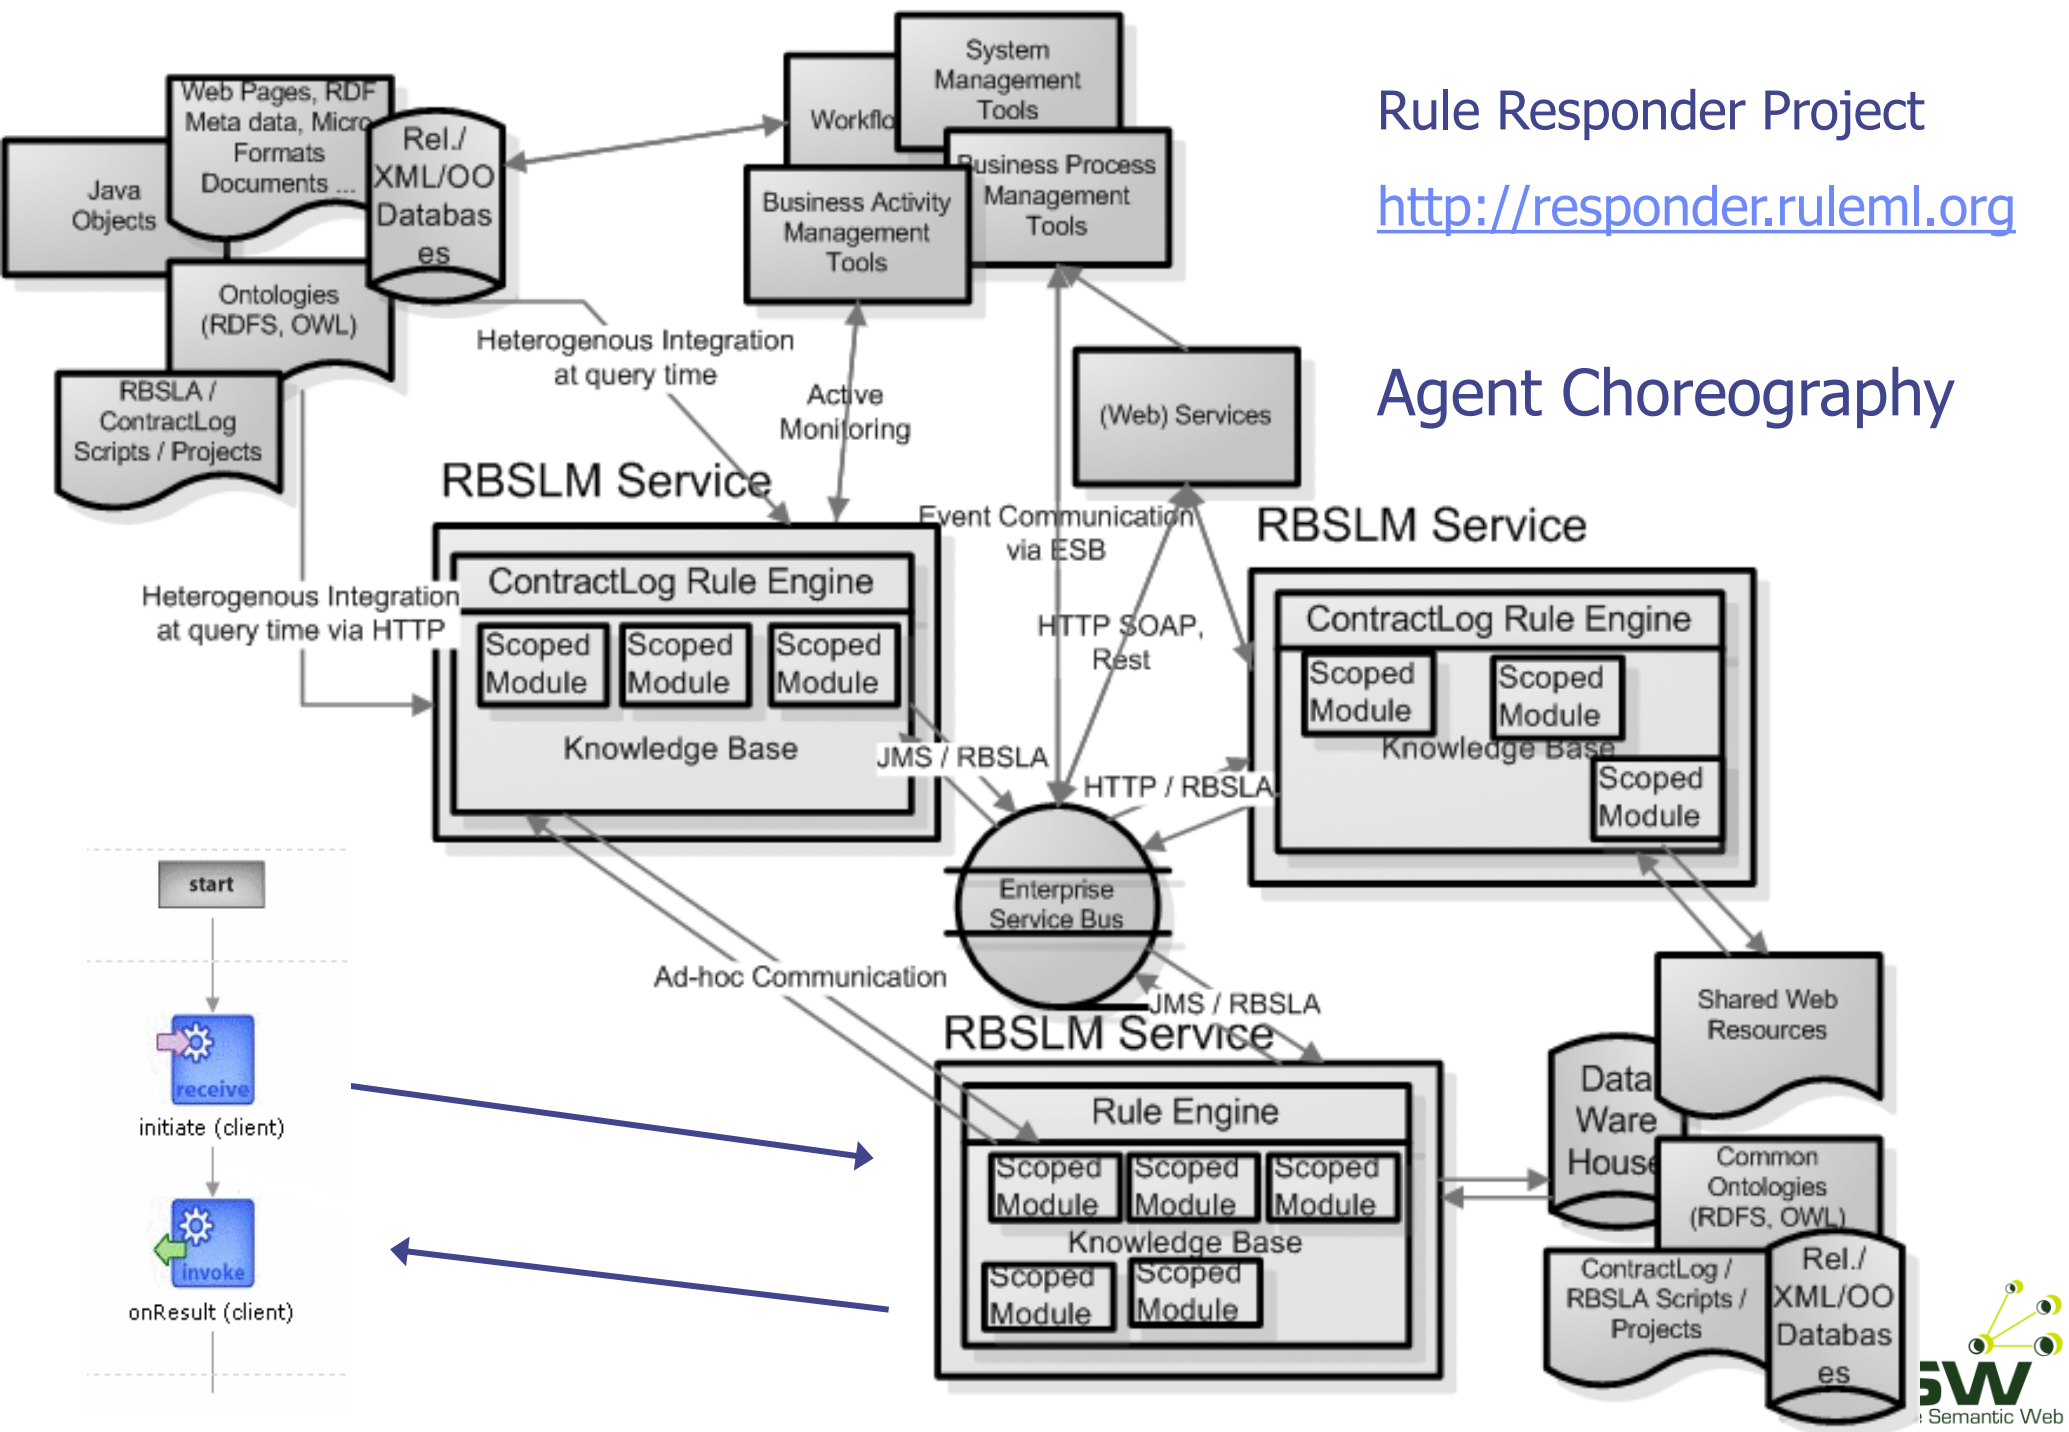 Rule Responder Project
http://responder.ruleml.org
Agent Choreography
Web Pages, RDF
Meta data, Micro
Formats
Documents ...
Java
Objects
Rel./
XML/OO
Databas
es
Ontologies
(RDFS, OWL)
RBSLA /
ContractLog
Scripts / Projects
System
Management
Tools
Workflo
Business Process
Management
Tools
Business Activity
Management
Tools
Heterogenous Integration
at query time
Active
Monitoring
(Web) Services
RBSLM Service
Event Communication
via ESB
RBSLM Service
ContractLog Rule Engine
Scoped
Module
Scoped
Module
Scoped
Module
Knowledge Base
Heterogenous Integration
at query time via HTTP
HTTP SOAP,
Rest
ContractLog Rule Engine
Scoped
Module
Scoped
Module
Knowledge Base
Scoped
Module
JMS / RBSLA
HTTP / RBSLA
Enterprise
Service Bus
Ad-hoc Communication
JMS / RBSLA
RBSLM Service
Rule Engine
Scoped
Module
Scoped
Module
Scoped
Module
Knowledge Base
Scoped
Module
Scoped
Module
Shared Web
Resources
Data
Ware
House
Common
Ontologies
(RDFS, OWL)
ContractLog /
RBSLA Scripts /
Projects
Rel./
XML/OO
Databas
es
start
receive
initiate (client)
invoke
onResult (client)
SW
Semantic Web